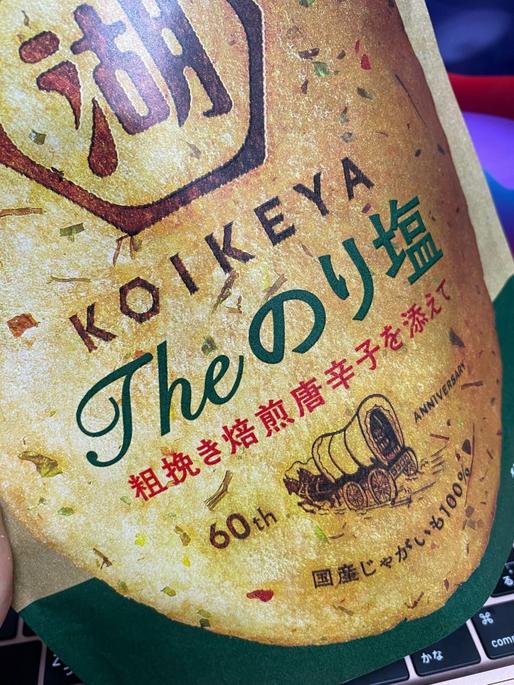 湖
KOIKEYA
Theのり塩
粗挽き焙煎唐辛子を添えて
60th
ANNIVERSARY
国産じゃがいも100%
かな
⌘